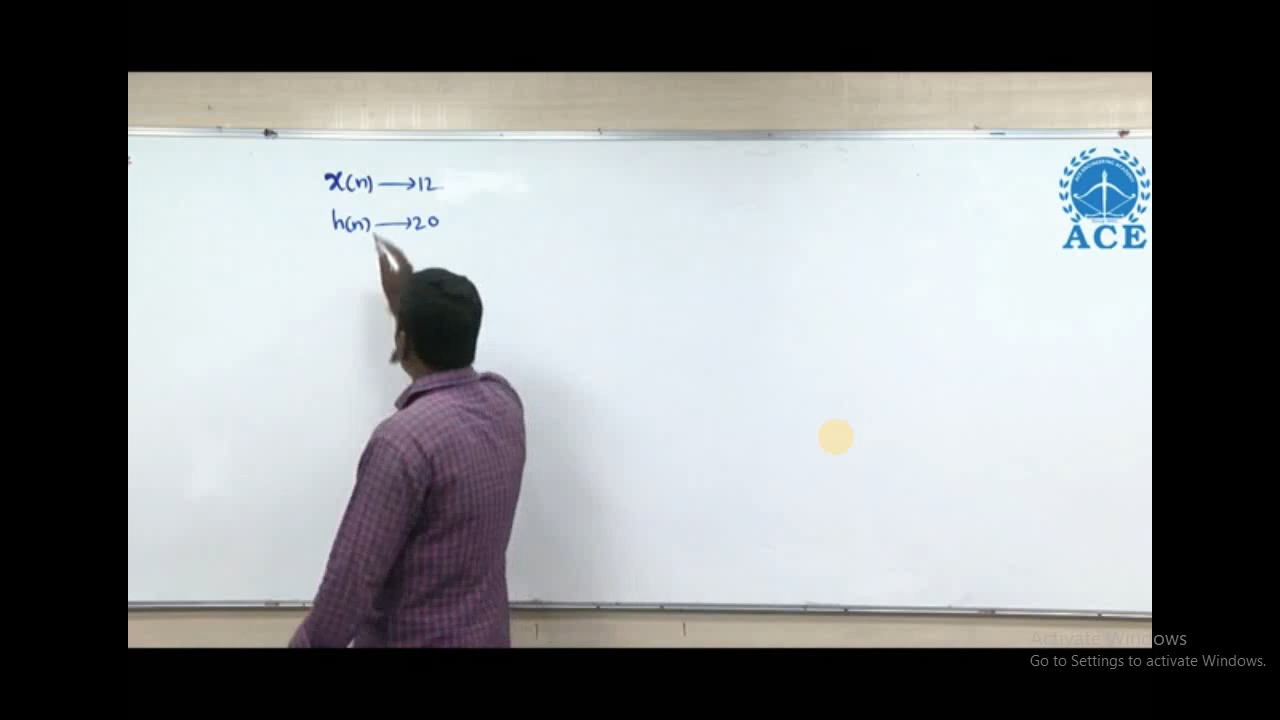 x(n) ⟶ 12
h(n) ⟶ 20
ACE
Activate Windows
Go to Settings to activate Windows.